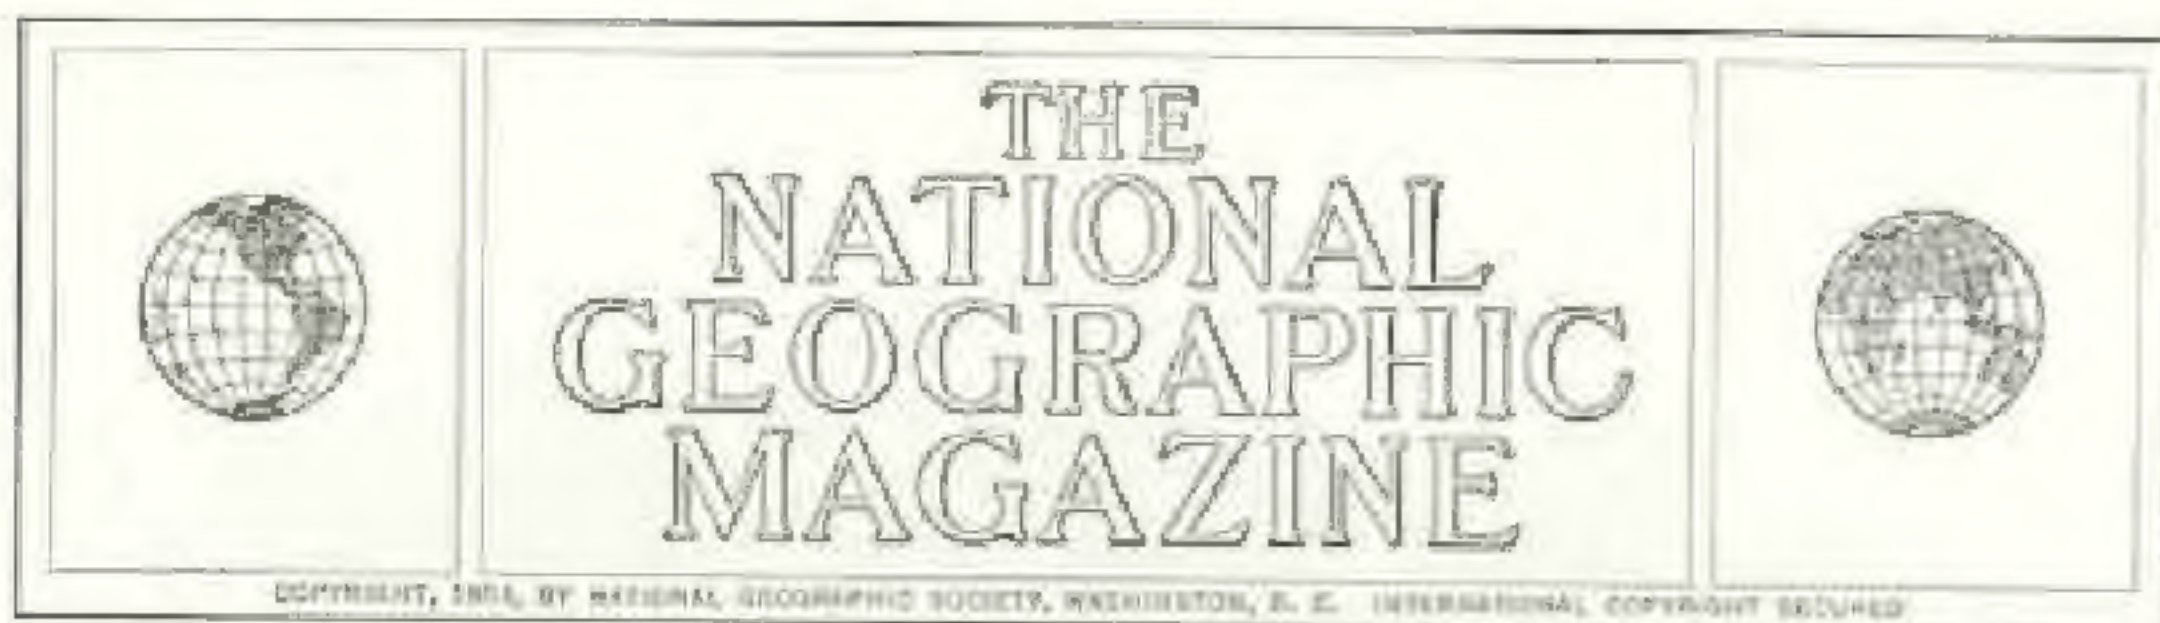 THE
NATIONAL
GEOGRAPHIC
MAGAZINE
COPYRIGHT, BY NATIONAL GEOGRAPHIC SOCIETY, WASHINGTON, D. C. INTERNATIONAL COPYRIGHT SECURED